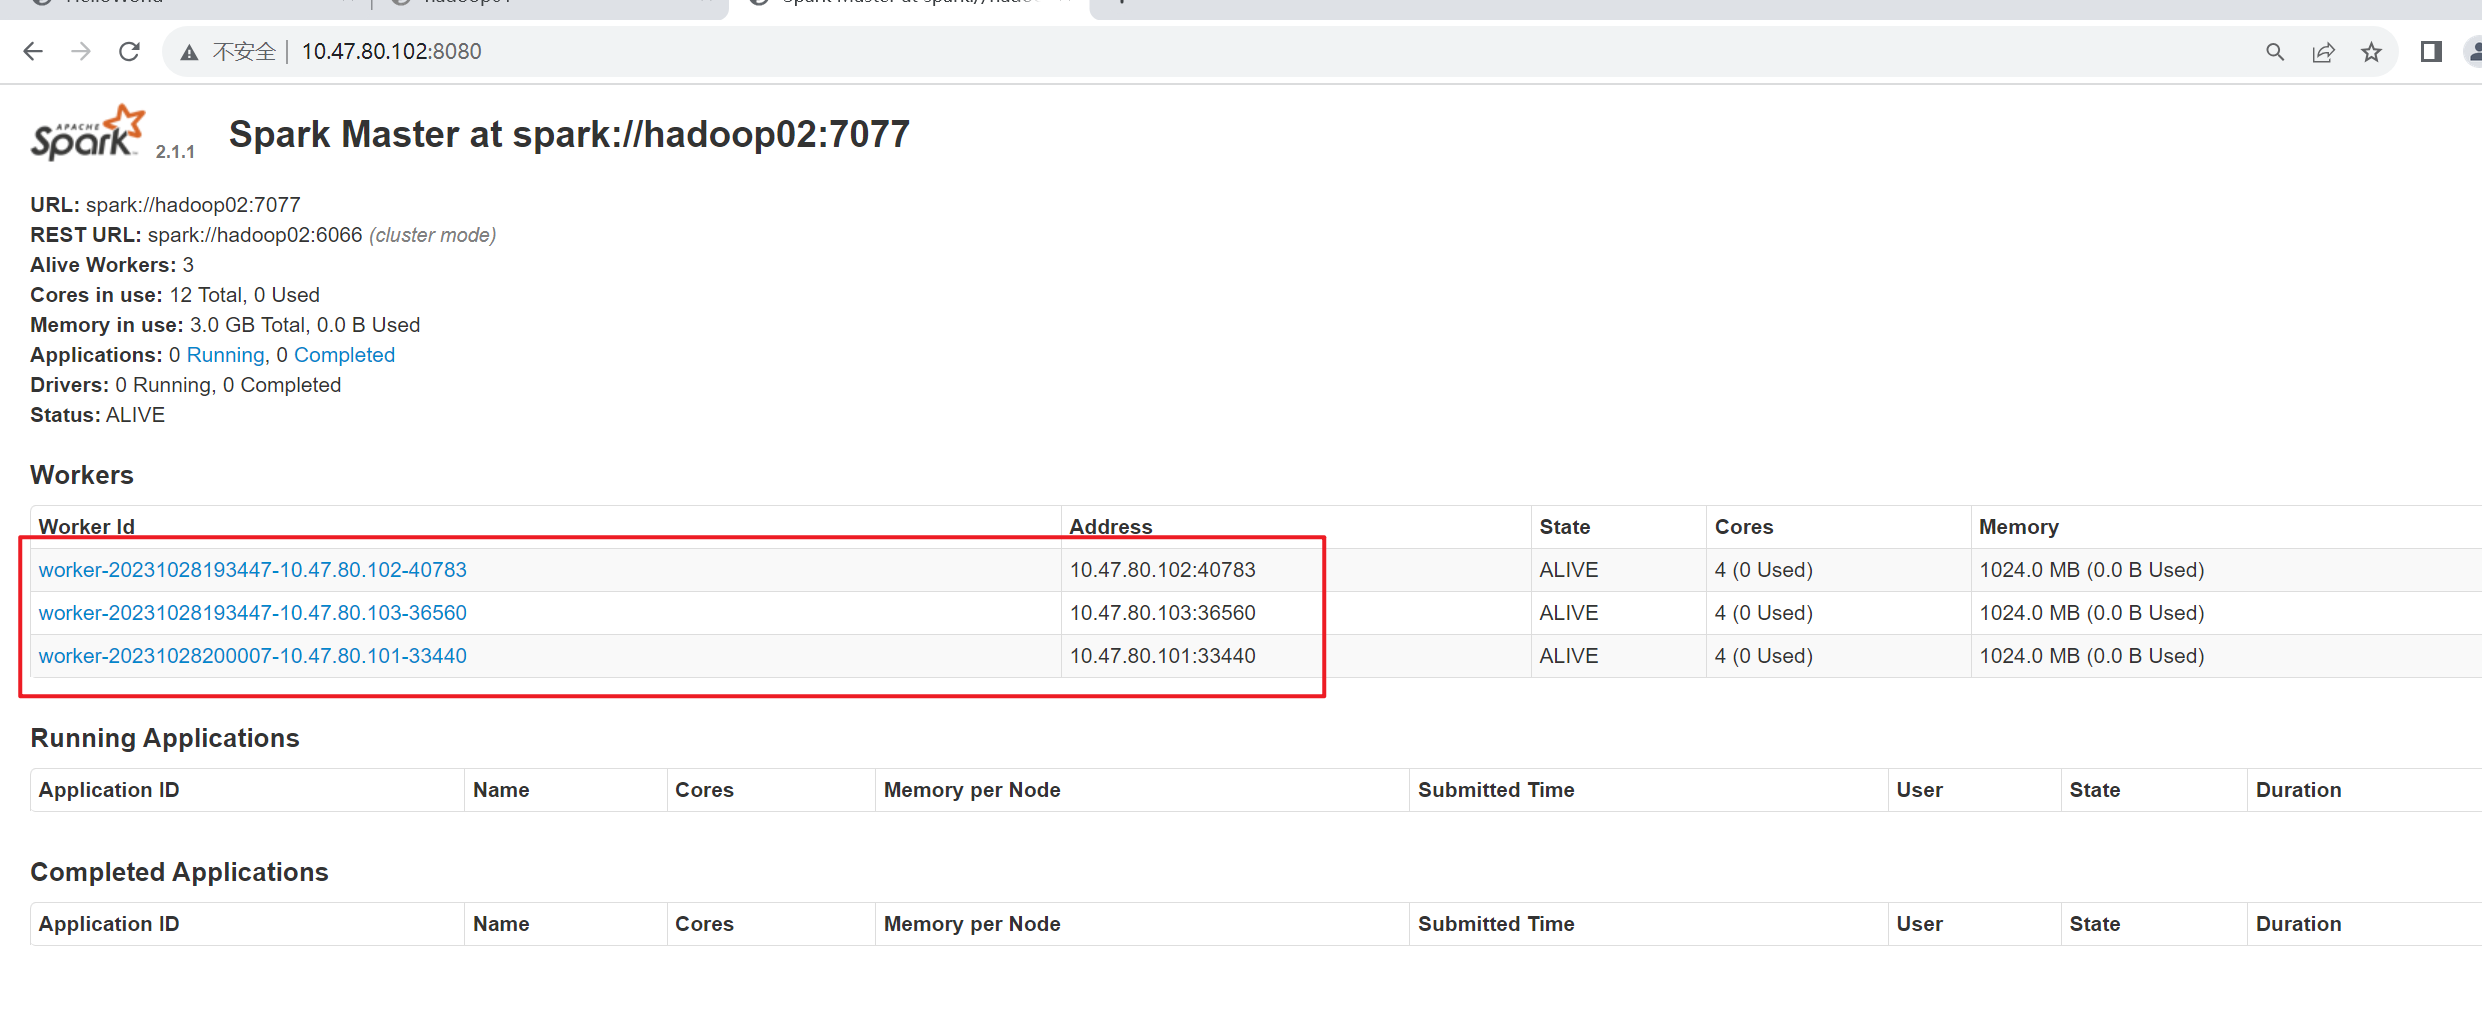 不安全 10.47.80.102:8080
APACHE Spark 2.1.1 Spark Master at spark://hadoop02:7077
URL: spark://hadoop02:7077
REST URL: spark://hadoop02:6066 (cluster mode)
Alive Workers: 3
Cores in use: 12 Total, 0 Used
Memory in use: 3.0 GB Total, 0.0 B Used
Applications: 0 Running, 0 Completed
Drivers: 0 Running, 0 Completed
Status: ALIVE
Workers
Worker Id Address State Cores Memory
worker-20231028193447-10.47.80.102-40783 10.47.80.102:40783 ALIVE 4 (0 Used) 1024.0 MB (0.0 B Used)
worker-20231028193447-10.47.80.103-36560 10.47.80.103:36560 ALIVE 4 (0 Used) 1024.0 MB (0.0 B Used)
worker-20231028200007-10.47.80.101-33440 10.47.80.101:33440 ALIVE 4 (0 Used) 1024.0 MB (0.0 B Used)
Running Applications
Application ID Name Cores Memory per Node Submitted Time User State Duration
Completed Applications
Application ID Name Cores Memory per Node Submitted Time User State Duration